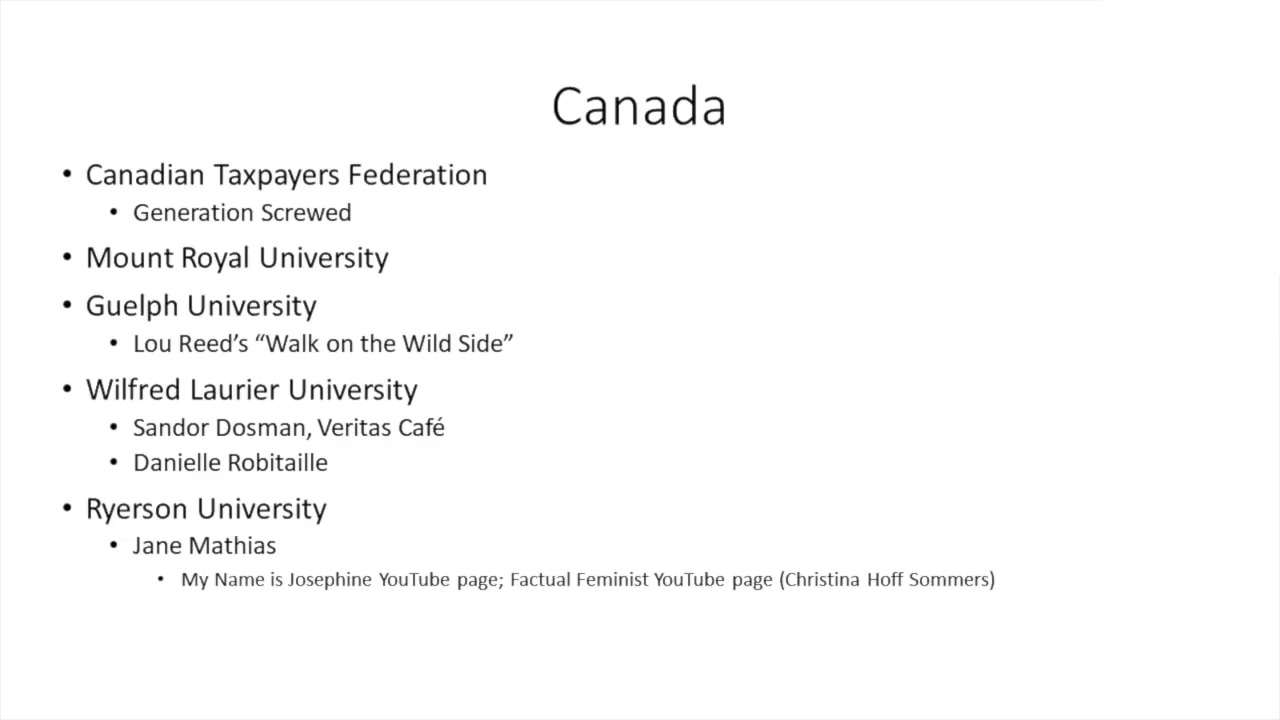 Canada
• Canadian Taxpayers Federation
• Generation Screwed
• Mount Royal University
• Guelph University
• Lou Reed’s “Walk on the Wild Side”
• Wilfred Laurier University
• Sandor Dosman, Veritas Café
• Danielle Robitaille
• Ryerson University
• Jane Mathias
• My Name is Josephine YouTube page; Factual Feminist YouTube page (Christina Hoff Sommers)